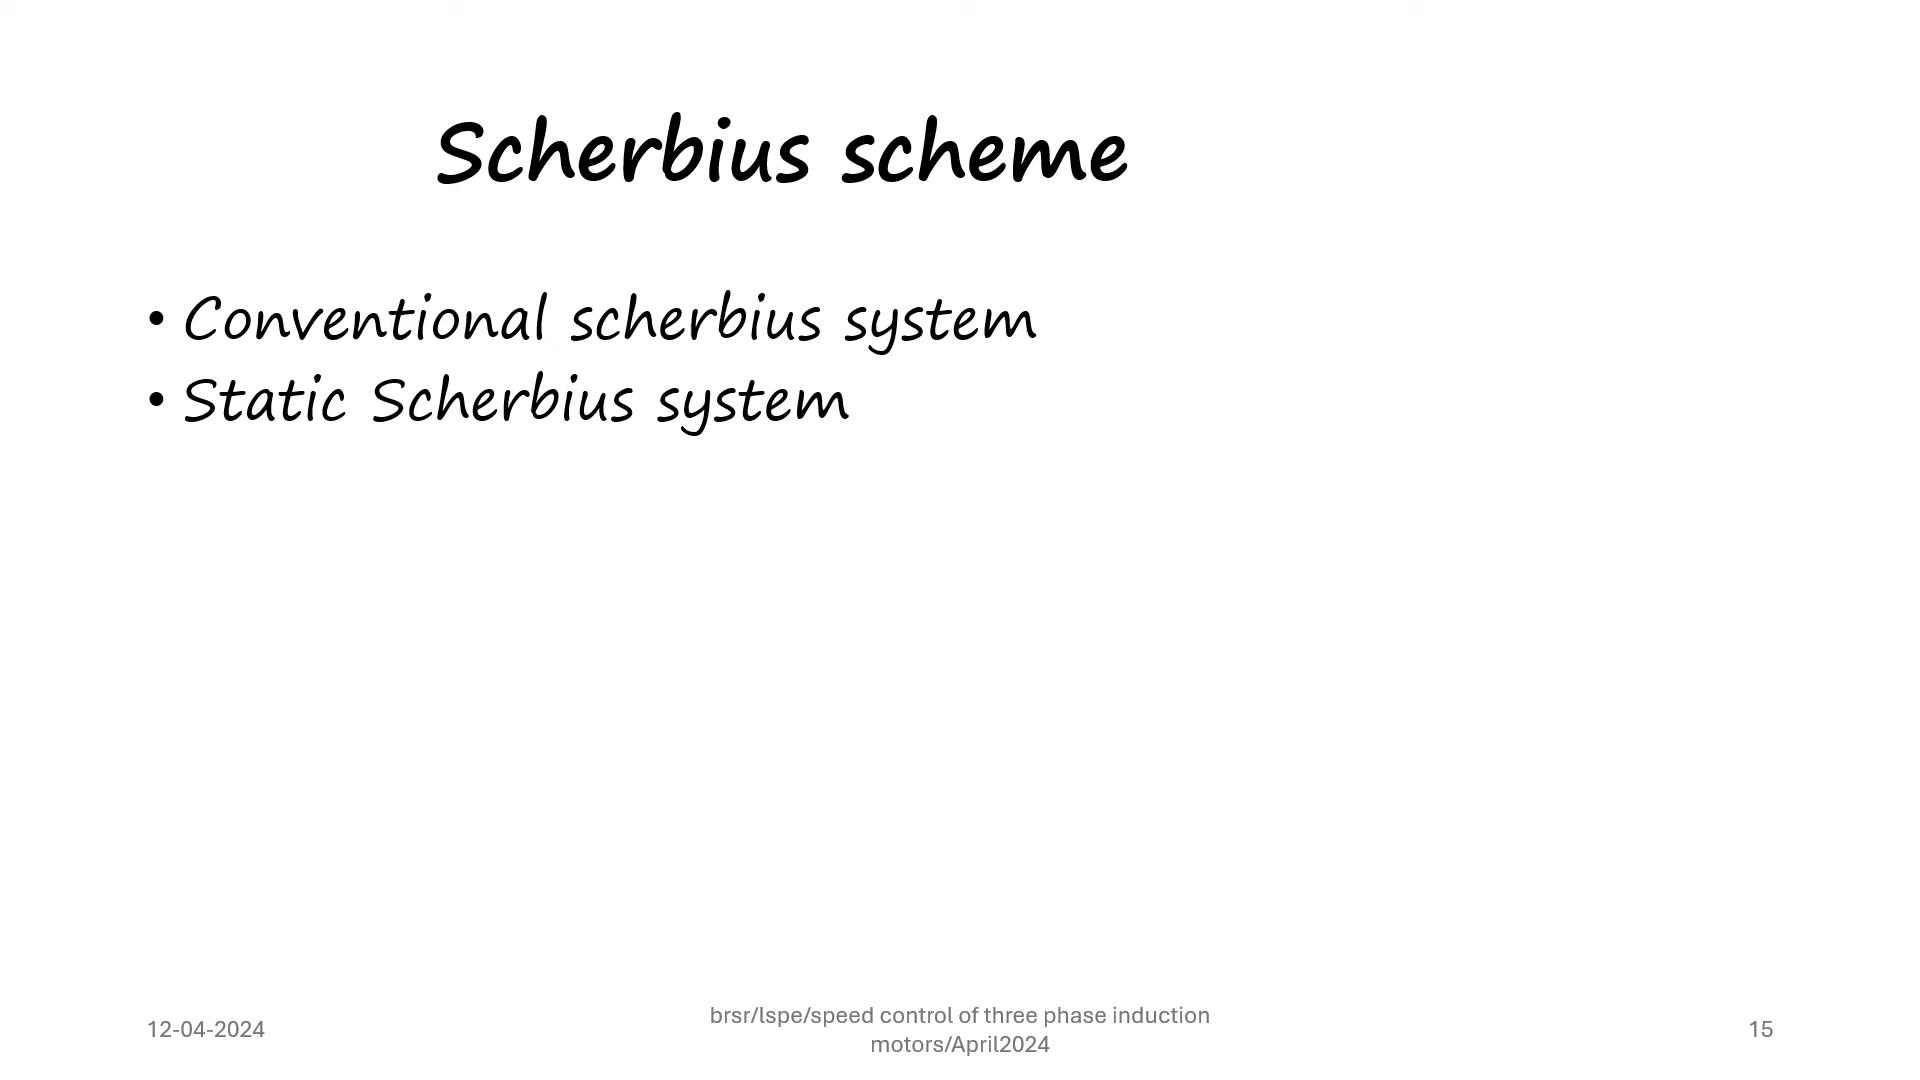 Scherbius scheme
• Conventional scherbius system
• Static Scherbius system
12-04-2024
brsr/lspe/speed control of three phase induction
motors/April2024
15